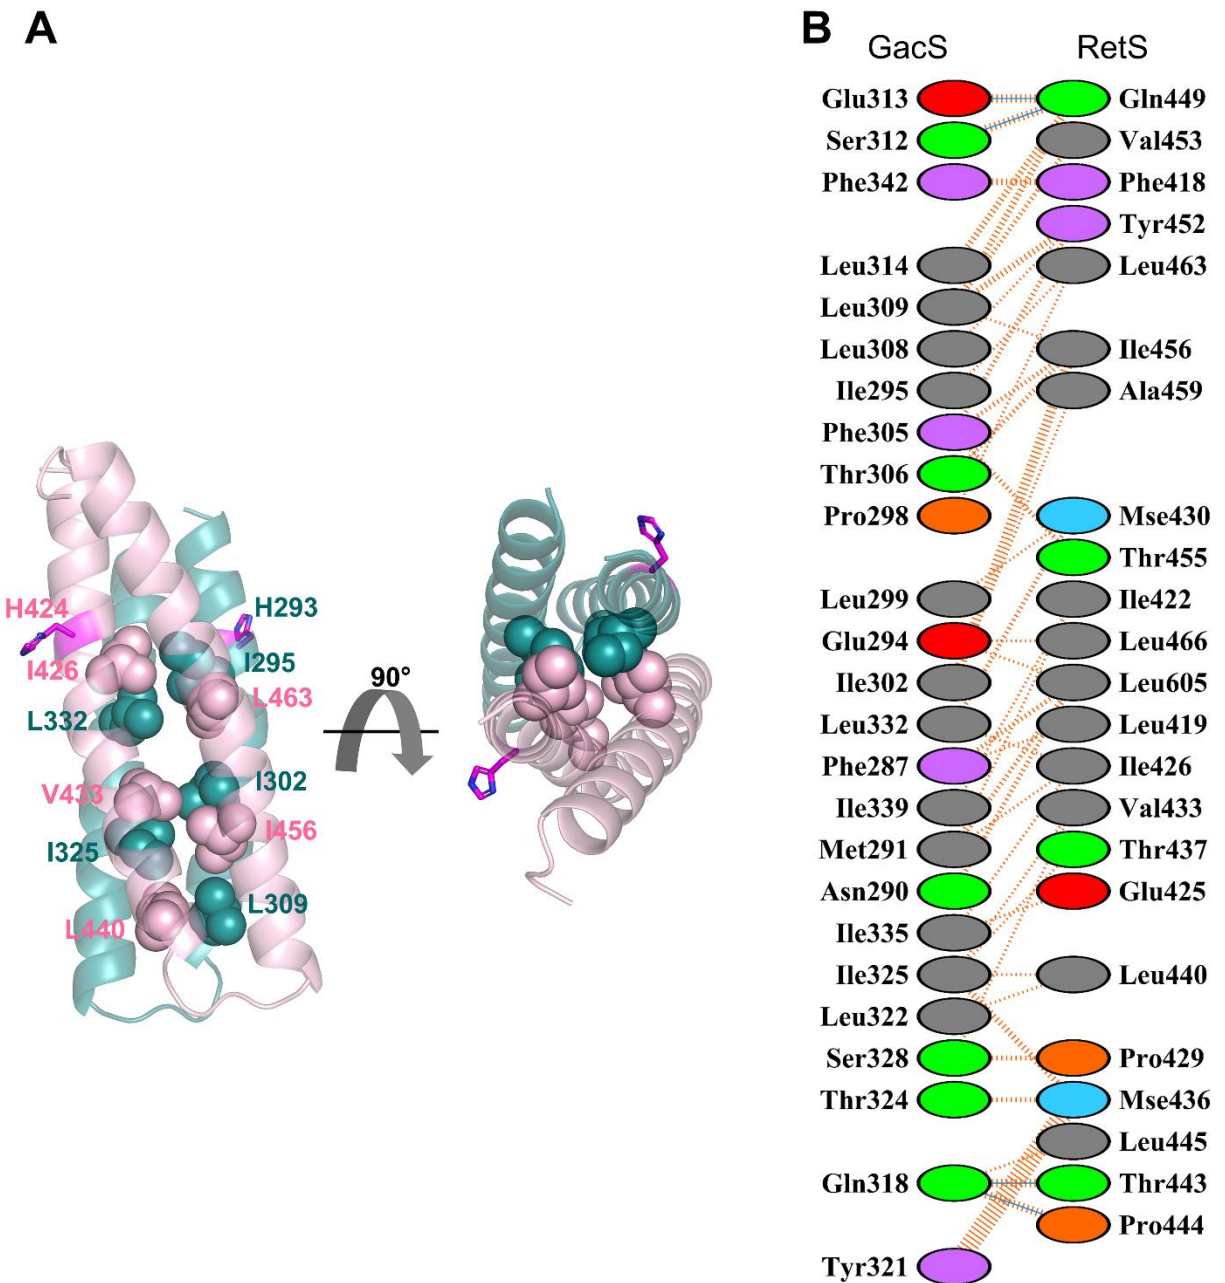 A
H424
H293
I426
I295
L463
L332
V433
I302
I456
I325
L309
L440
90°
B
GacS RetS
Glu313 Gln449
Ser312 Val453
Phe342 Phe418
Tyr452
Leu314 Leu463
Leu309
Leu308 Ile456
Ile295 Ala459
Phe305
Thr306
Pro298 Mse430
Thr455
Leu299 Ile422
Glu294 Leu466
Ile302 Leu605
Leu332 Leu419
Phe287 Ile426
Ile339 Val433
Met291 Thr437
Asn290 Glu425
Ile335
Ile325 Leu440
Leu322
Ser328 Pro429
Thr324 Mse436
Leu445
Gln318 Thr443
Pro444
Tyr321